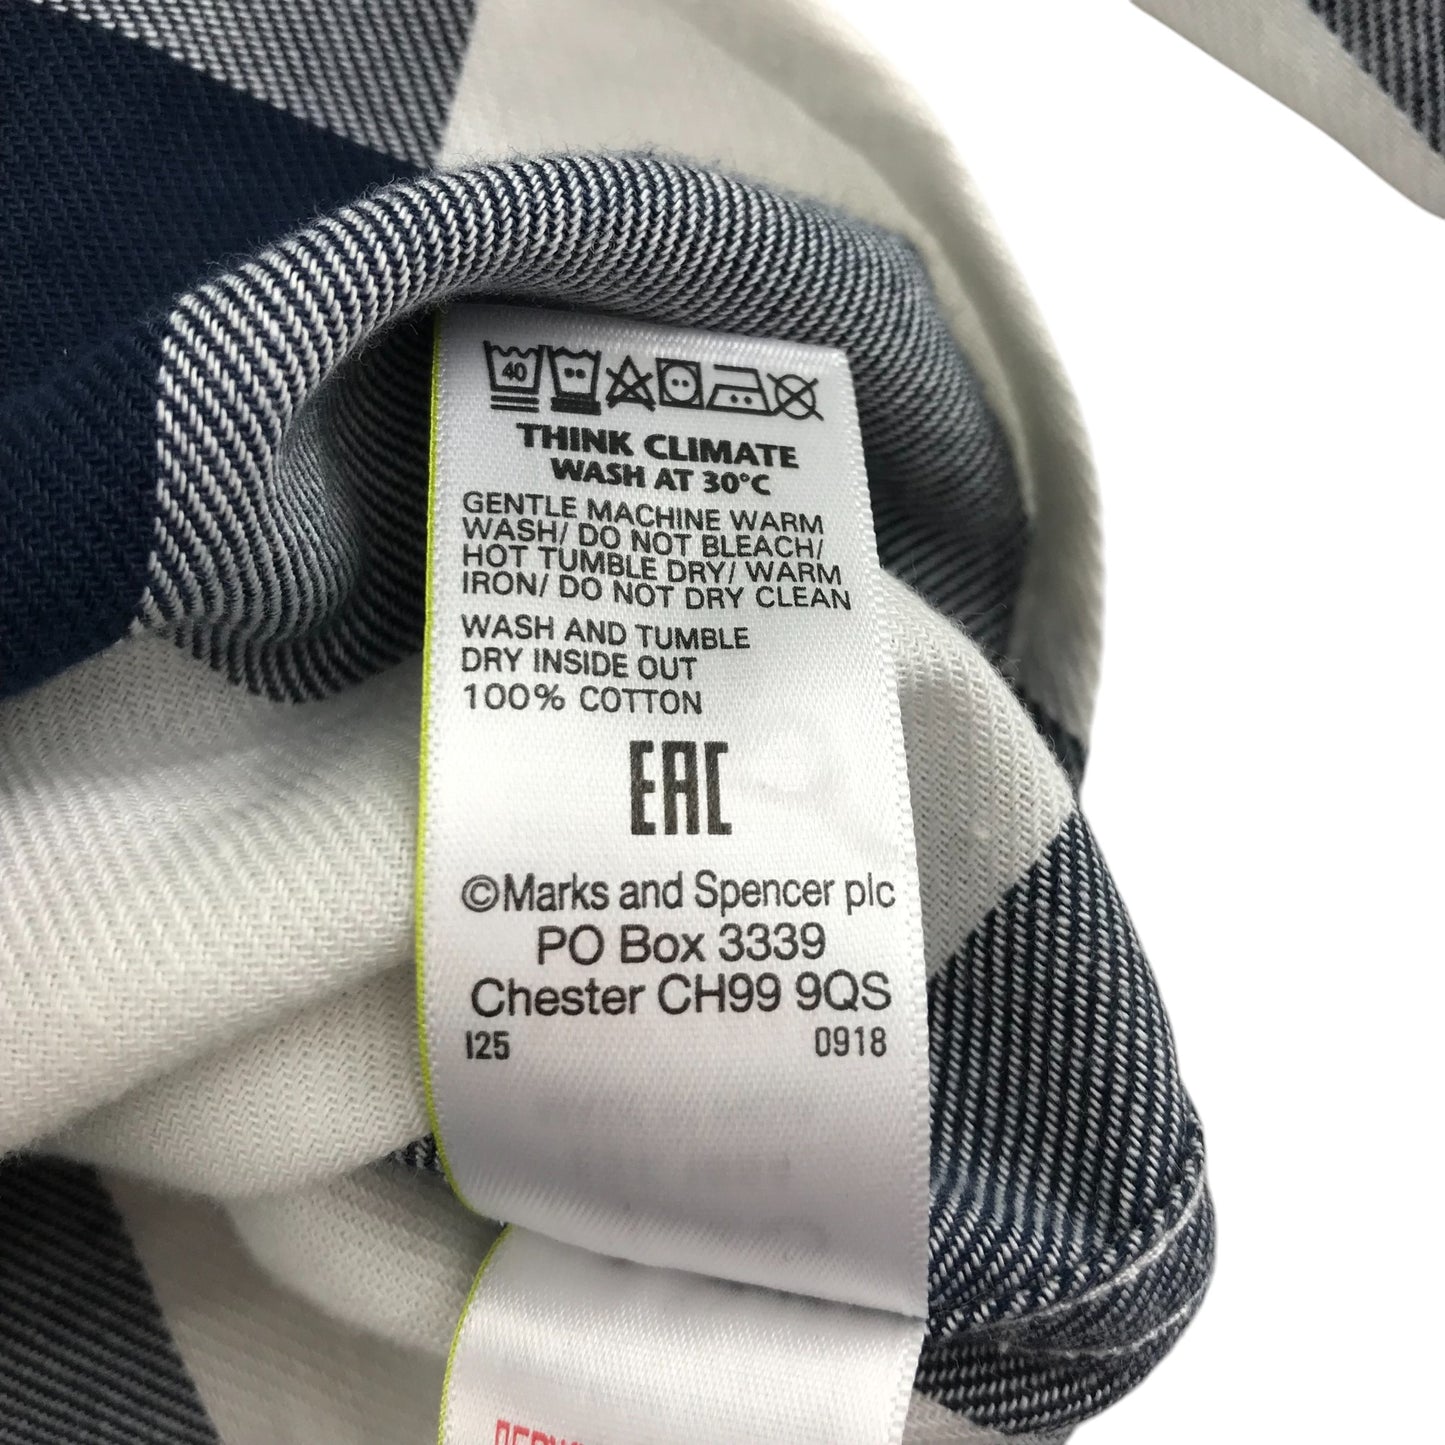 40
THINK CLIMATE
WASH AT 30°C
GENTLE MACHINE WARM
WASH/ DO NOT BLEACH/
HOT TUMBLE DRY/ WARM
IRON/ DO NOT DRY CLEAN
WASH AND TUMBLE
DRY INSIDE OUT
100% COTTON
EAC
©Marks and Spencer plc
PO Box 3339
Chester CH99 9QS
I25 0918